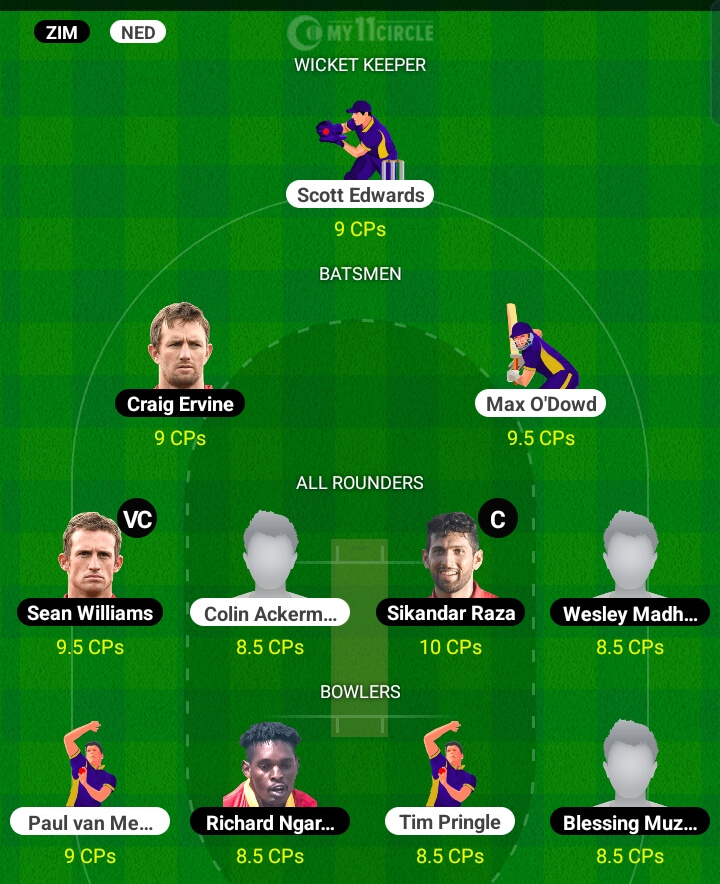 ZIM NED MY11CIRCLE
WICKET KEEPER
Scott Edwards
9 CPs
BATSMEN
Craig Ervine Max O'Dowd
9 CPs 9.5 CPs
ALL ROUNDERS
VC C
Sean Williams Colin Ackerm... Sikandar Raza Wesley Madh...
9.5 CPs 8.5 CPs 10 CPs 8.5 CPs
BOWLERS
Paul van Me... Richard Ngar... Tim Pringle Blessing Muz...
9 CPs 8.5 CPs 8.5 CPs 8.5 CPs